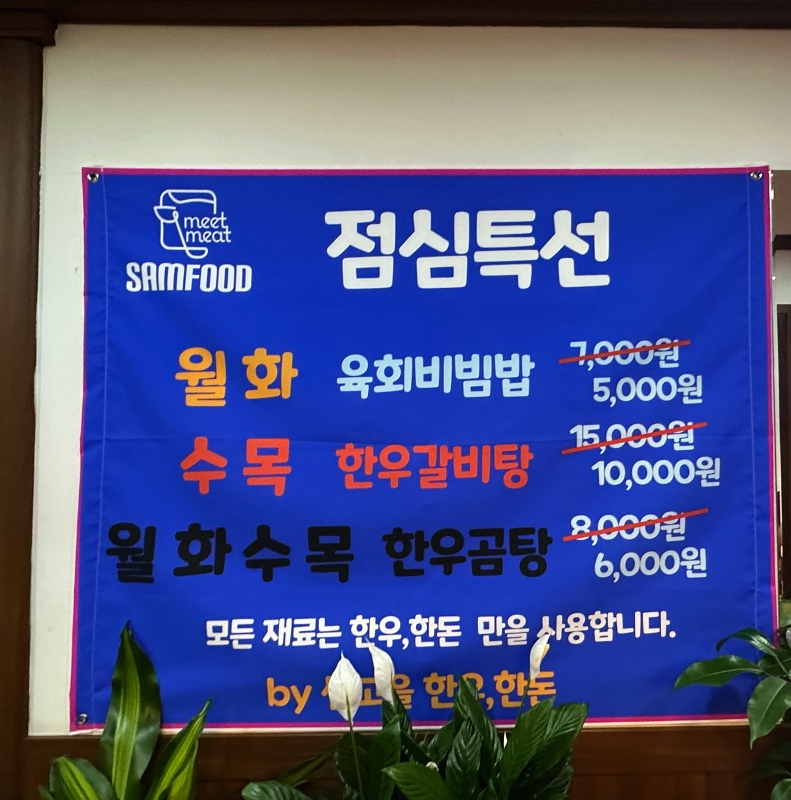 meet
meat
SAMFOOD
점심특선
월 화 육회비빔밥 7,000원
5,000원
수 목 한우갈비탕 15,000원
10,000원
월 화 수 목 한우곰탕 8,000원
6,000원
모든 재료는 한우,한돈 만을 사용합니다.
by 한우,한돈